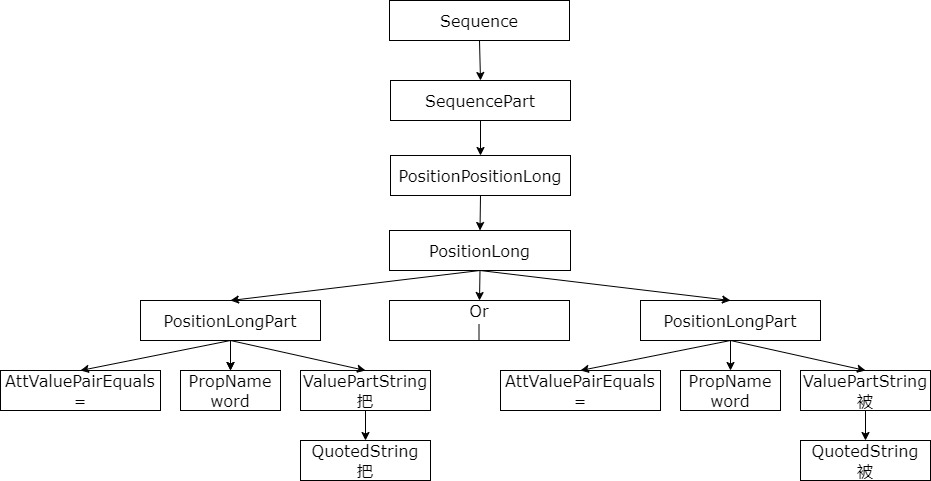 Sequence
SequencePart
PositionPositionLong
PositionLong
PositionLongPart
Or
|
PositionLongPart
AttValuePairEquals
=
PropName
word
ValuePartString
把
AttValuePairEquals
=
PropName
word
ValuePartString
被
QuotedString
把
QuotedString
被